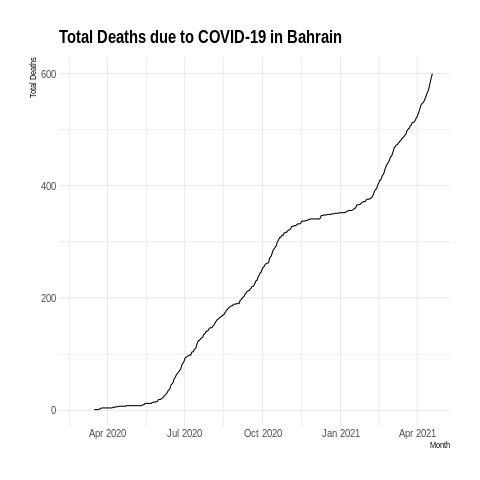 Total Deaths due to COVID-19 in Bahrain
Total Deaths
600
400
200
0
Apr 2020
Jul 2020
Oct 2020
Jan 2021
Apr 2021
Month